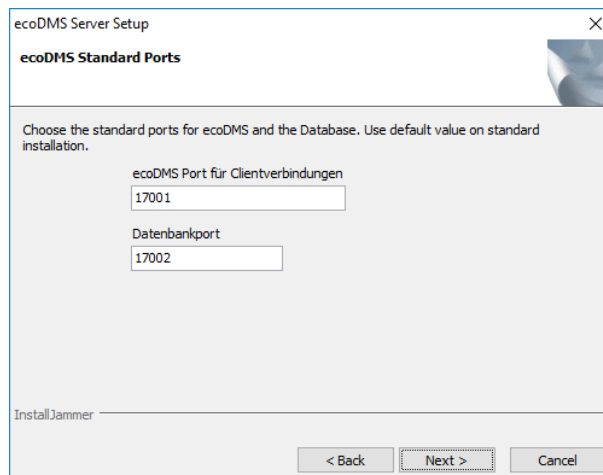 ecoDMS Server Setup
ecoDMS Standard Ports
Choose the standard ports for ecoDMS and the Database. Use default value on standard
installation.
ecoDMS Port für Clientverbindungen
17001
Datenbankport
17002
InstallJammer
< Back Next > Cancel